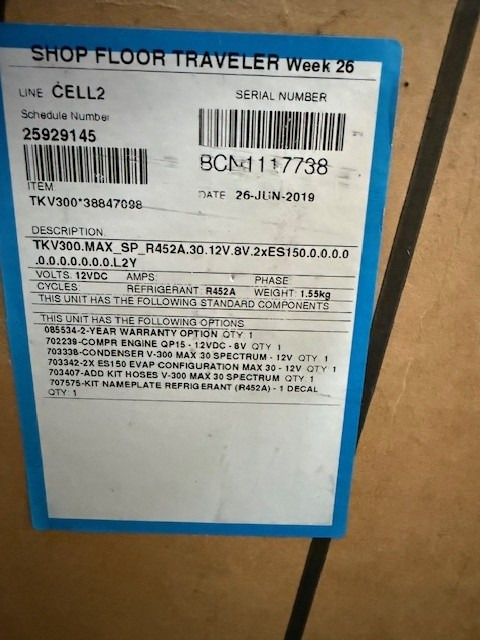 SHOP FLOOR TRAVELER Week 26
LINE CELL2
SERIAL NUMBER
Schedule Number
25929145
BCN1117738
ITEM
TKV300*38847098
DATE 26-JUN-2019
DESCRIPTION
TKV300.MAX_SP_R452A.30.12V.8V.2xES150.0.0.0.0
.0.0.0.0.0.0.0.L2Y
VOLTS: 12VDC AMPS: PHASE
CYCLES: REFRIGERANT: R452A WEIGHT: 1.55kg
THIS UNIT HAS THE FOLLOWING STANDARD COMPONENTS
THIS UNIT HAS THE FOLLOWING OPTIONS
085534-2-YEAR WARRANTY OPTION QTY 1
702239-COMPR ENGINE QP15 - 12VDC - 8V QTY 1
703338-CONDENSER V-300 MAX 30 SPECTRUM - 12V QTY 1
703342-2X ES150 EVAP CONFIGURATION MAX 30 - 12V QTY 1
703407-ADD KIT HOSES V-300 MAX 30 SPECTRUM QTY 1
707575-KIT NAMEPLATE REFRIGERANT (R452A) - 1 DECAL
QTY: 1